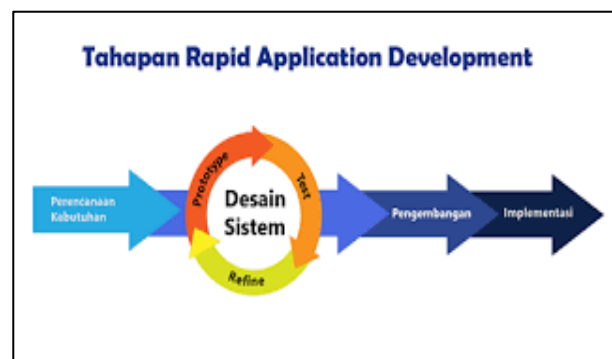 Tahapan Rapid Application Development
Perencanaan
Kebutuhan
Prototype
Test
Desain
Sistem
Refine
Pengembangan
Implementasi